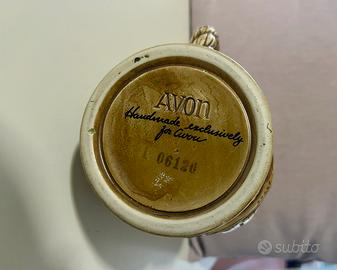 AVON
Handmade exclusively
for Avon
I 06126
subito